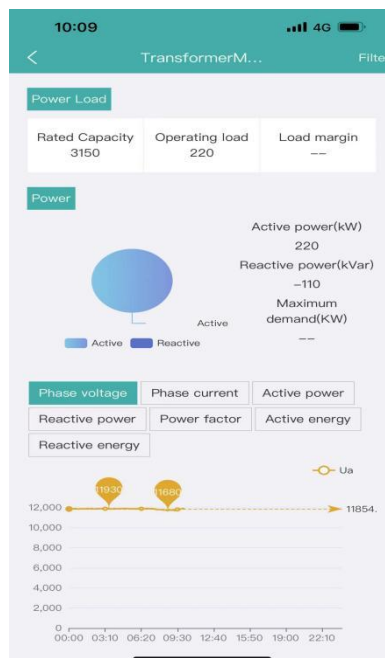 10:09
4G
TransformerM...
Filte
Power Load
Rated Capacity
3150
Operating load
220
Load margin
--
Power
Active power(kW)
220
Reactive power(kVar)
-110
Maximum
demand(KW)
--
Active
Active
Reactive
Phase voltage
Phase current
Active power
Reactive power
Power factor
Active energy
Reactive energy
Ua
11930
11680
12,000
11854.
10,000
8,000
6,000
4,000
2,000
0
00:00 03:10 06:20 09:30 12:40 15:50 19:00 22:10